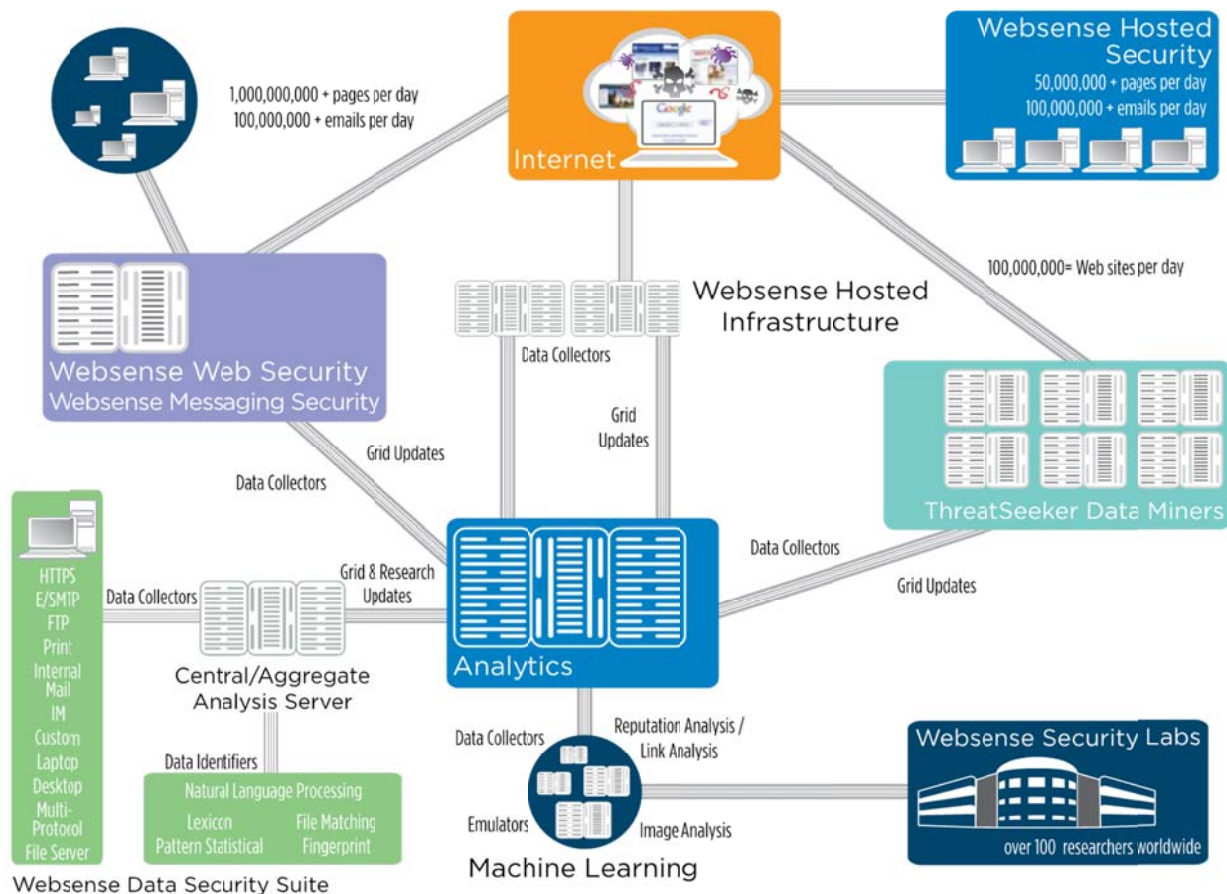 1,000,000,000 + pages per day
100,000,000 + emails per day
Google
Internet
Websense Hosted
Security
50,000,000 + pages per day
100,000,000 + emails per day
100,000,000= Web sites per day
Websense Web Security
Websense Messaging Security
Websense Hosted
Infrastructure
Data Collectors
Grid
Updates
ThreatSeeker Data Miners
Grid Updates
Data Collectors
Data Collectors
Grid Updates
HTTPS
E/SMTP
FTP
Print
Internal
Mail
IM
Custom
Laptop
Desktop
Multi-
Protocol
File Server
Data Collectors
Grid & Research
Updates
Central/Aggregate
Analysis Server
Analytics
Data Identifiers
Natural Language Processing
Lexicon
File Matching
Pattern Statistical
Fingerprint
Websense Data Security Suite
Data Collectors
Reputation Analysis /
Link Analysis
Emulators
Image Analysis
Machine Learning
Websense Security Labs
over 100 researchers worldwide